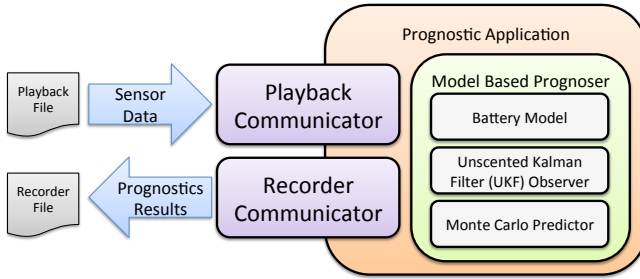 Prognostic Application
Playback
File
Sensor
Data
Playback
Communicator
Model Based Prognoser
Battery Model
Unscented Kalman
Filter (UKF) Observer
Monte Carlo Predictor
Recorder
File
Prognostics
Results
Recorder
Communicator